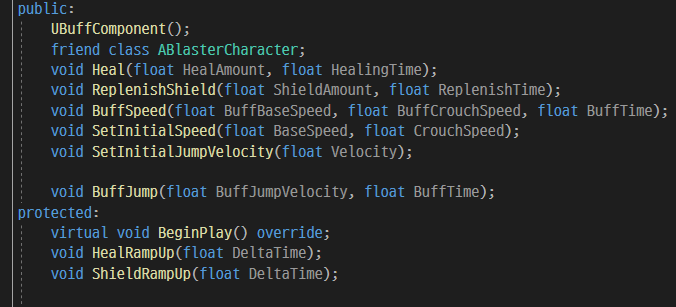 public:
UBuffComponent();
friend class ABlasterCharacter;
void Heal(float HealAmount, float HealingTime);
void ReplenishShield(float ShieldAmount, float ReplenishTime);
void BuffSpeed(float BuffBaseSpeed, float BuffCrouchSpeed, float BuffTime);
void SetInitialSpeed(float BaseSpeed, float CrouchSpeed);
void SetInitialJumpVelocity(float Velocity);
void BuffJump(float BuffJumpVelocity, float BuffTime);
protected:
virtual void BeginPlay() override;
void HealRampUp(float DeltaTime);
void ShieldRampUp(float DeltaTime);